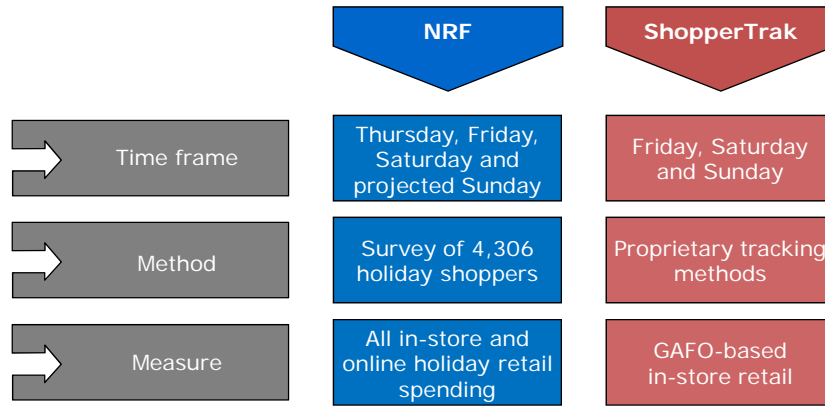 NRF
ShopperTrak
Time frame
Thursday, Friday,
Saturday and
projected Sunday
Friday, Saturday
and Sunday
Method
Survey of 4,306
holiday shoppers
Proprietary tracking
methods
Measure
All in-store and
online holiday retail
spending
GAFO-based
in-store retail